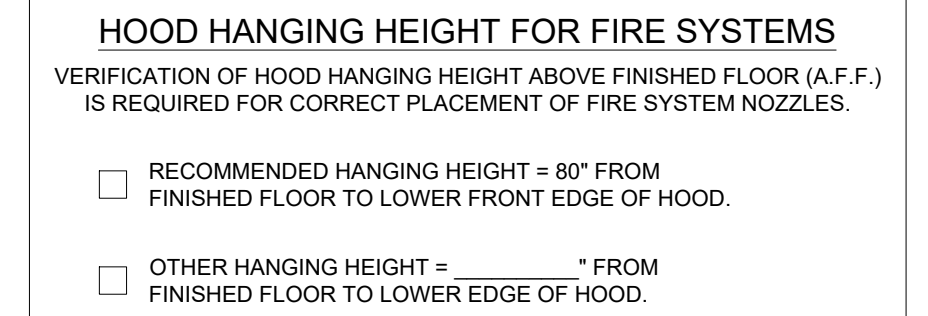 HOOD HANGING HEIGHT FOR FIRE SYSTEMS
VERIFICATION OF HOOD HANGING HEIGHT ABOVE FINISHED FLOOR (A.F.F.)
IS REQUIRED FOR CORRECT PLACEMENT OF FIRE SYSTEM NOZZLES.
RECOMMENDED HANGING HEIGHT = 80" FROM
FINISHED FLOOR TO LOWER FRONT EDGE OF HOOD.
OTHER HANGING HEIGHT = __________" FROM
FINISHED FLOOR TO LOWER EDGE OF HOOD.